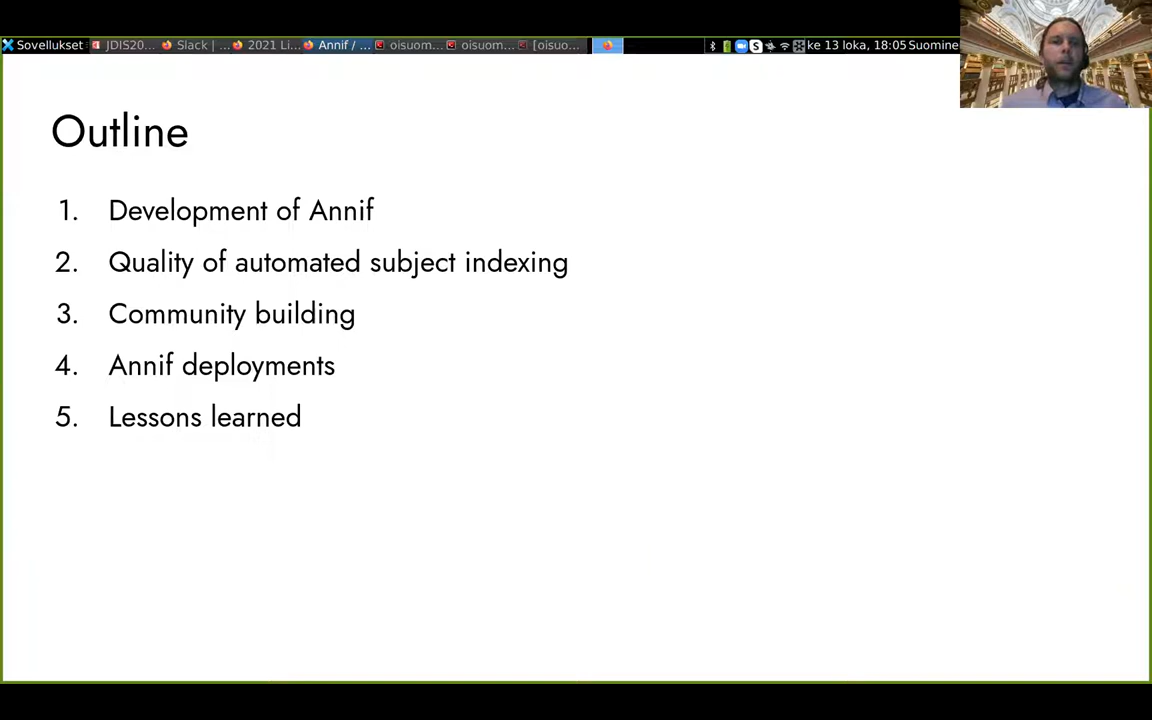 Sovellukset JDIS20... Slack | ... 2021 Li... Annif / ... oisuom... oisuom... [oisuo... ke 13 loka, 18:05 Suomine
Outline
1. Development of Annif
2. Quality of automated subject indexing
3. Community building
4. Annif deployments
5. Lessons learned